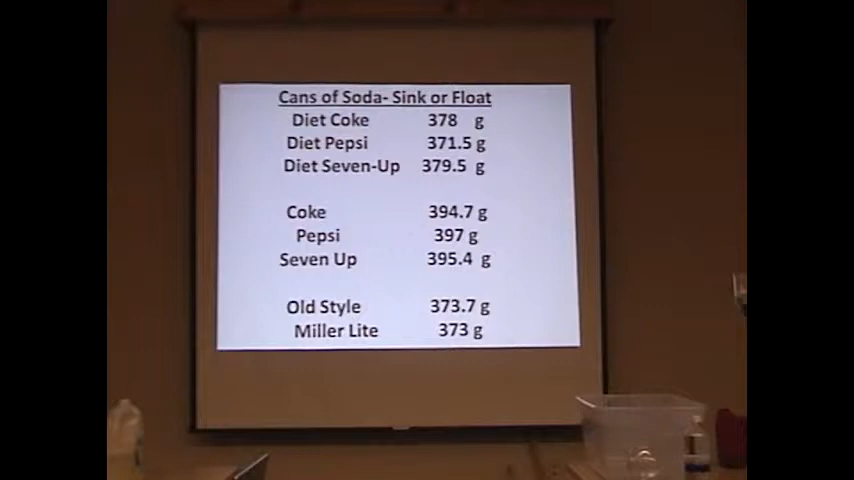 Cans of Soda- Sink or Float
Diet Coke 378 g
Diet Pepsi 371.5 g
Diet Seven-Up 379.5 g
Coke 394.7 g
Pepsi 397 g
Seven Up 395.4 g
Old Style 373.7 g
Miller Lite 373 g